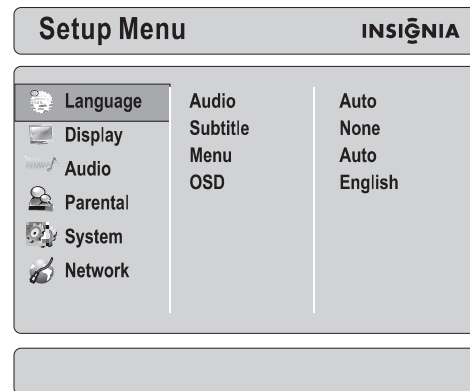 Setup Menu
INSIGNIA
Language
Display
Audio
Parental
System
Network
Audio Auto
Subtitle None
Menu Auto
OSD English